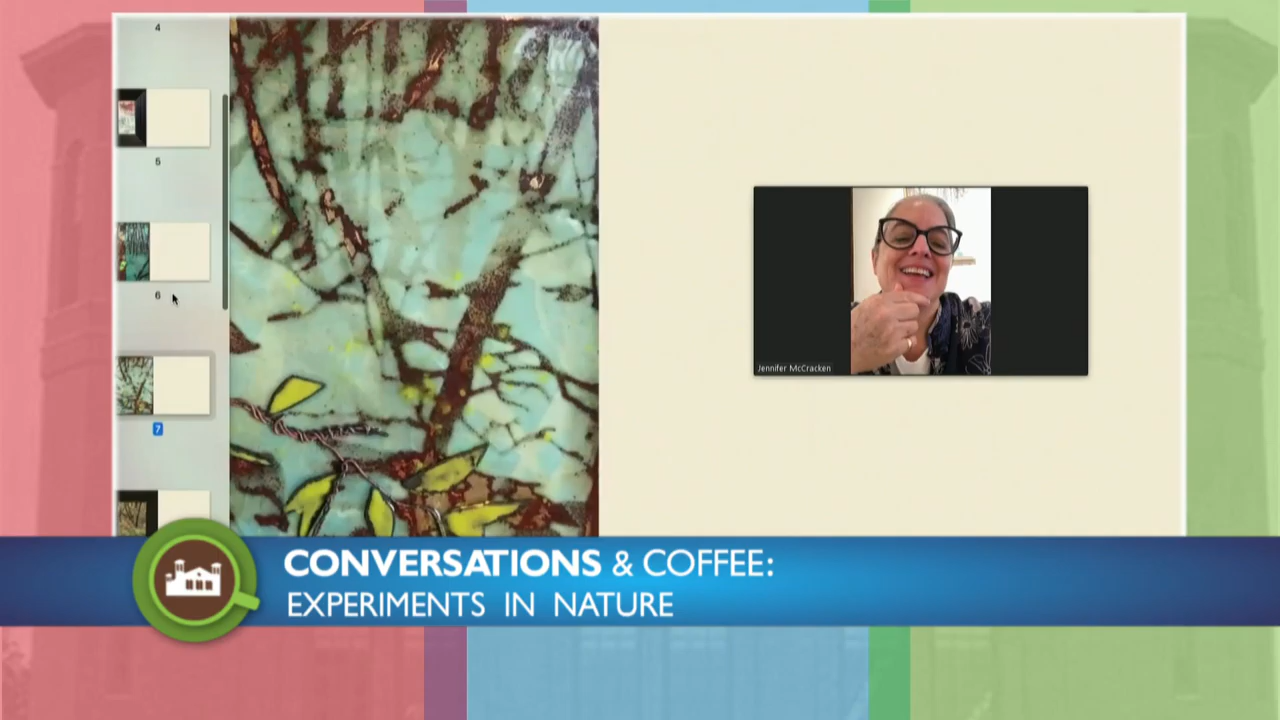 4
5
6
7
Jennifer McCracken
CONVERSATIONS & COFFEE:
EXPERIMENTS IN NATURE